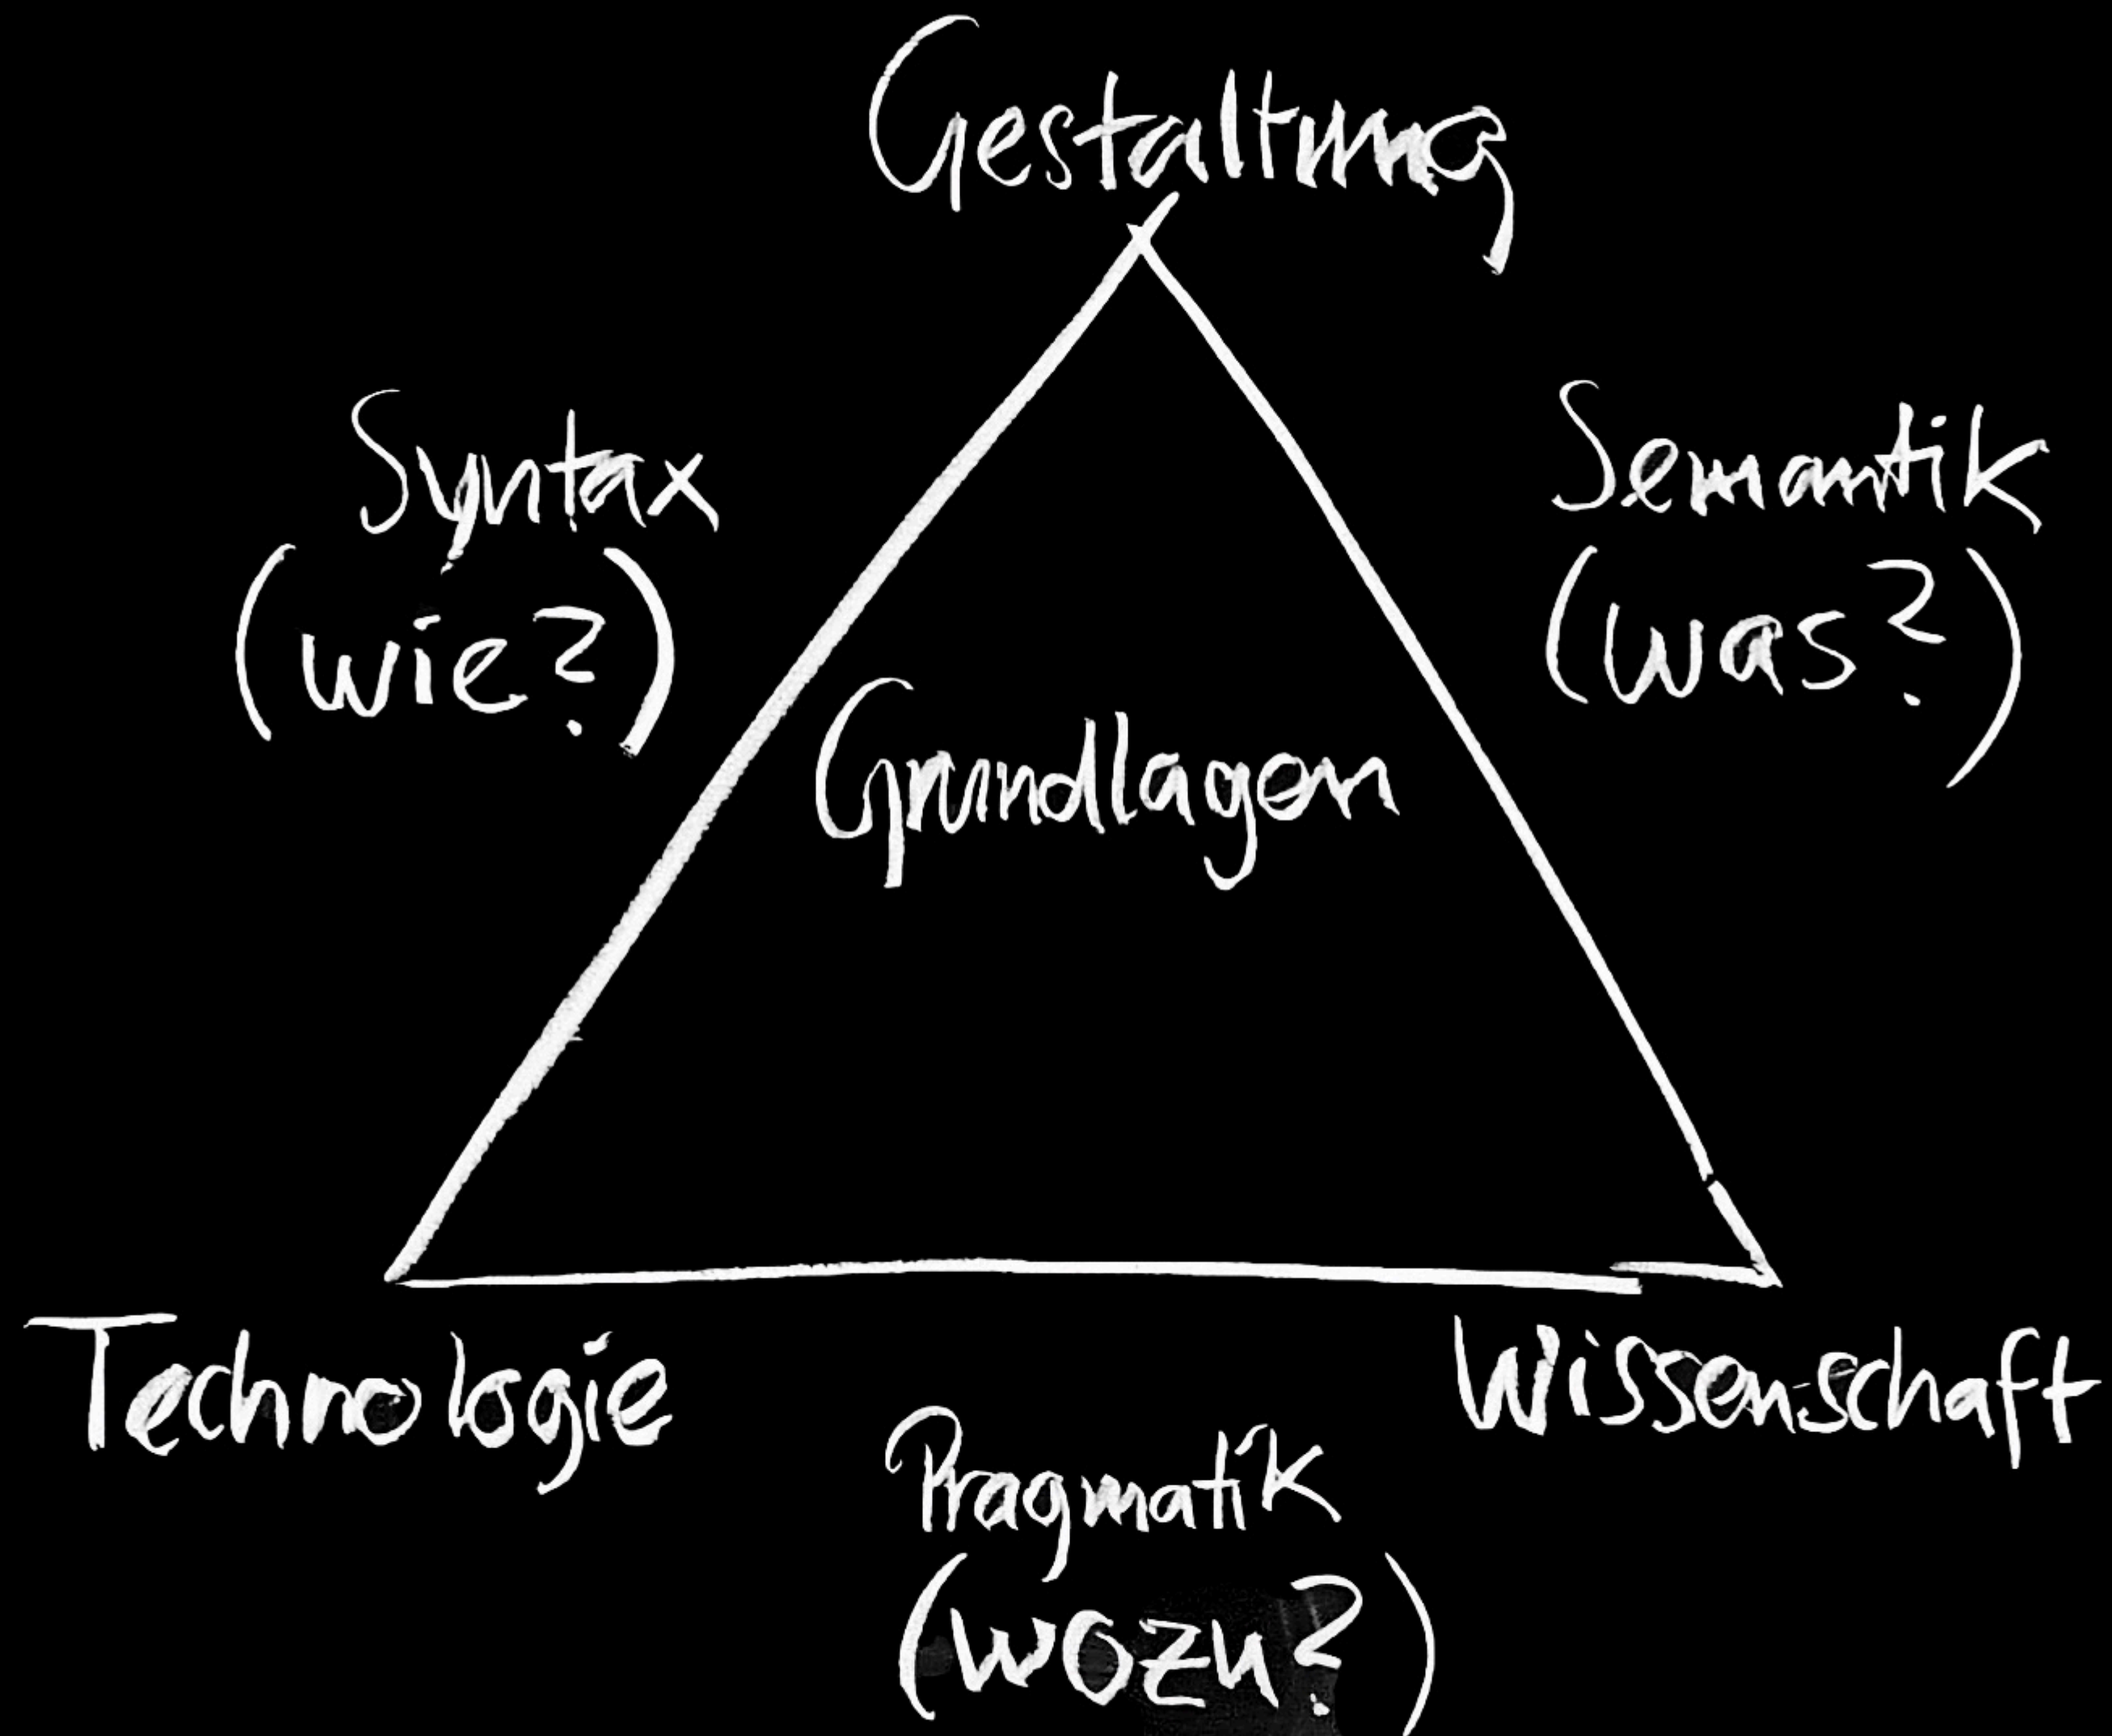 Gestaltung
Syntax
(wie?)
Semantik
(was?)
Grundlagen
Technologie
Wissenschaft
Pragmatik
(wozu?)